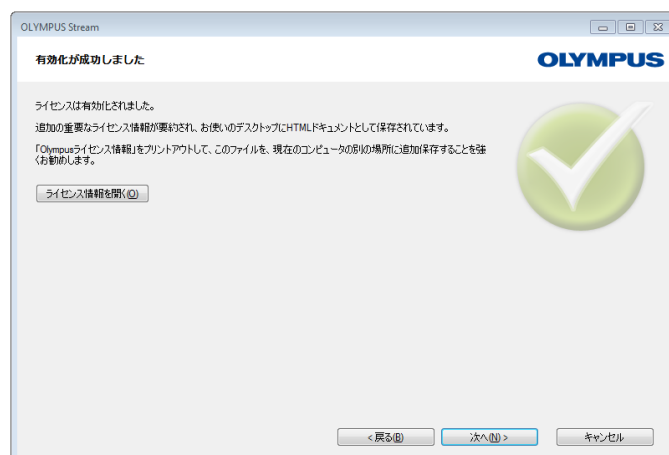 OLYMPUS Stream
有効化が成功しました
OLYMPUS
ライセンスは有効化されました。
追加の重要なライセンス情報が要約され、お使いのデスクトップにHTMLドキュメントとして保存されています。
「Olympusライセンス情報」をプリントアウトして、このファイルを、現在のコンピュータの別の場所に追加保存することを強
くお勧めします。
ライセンス情報を開く(O)
<戻る(B)
次へ(N)>
キャンセル